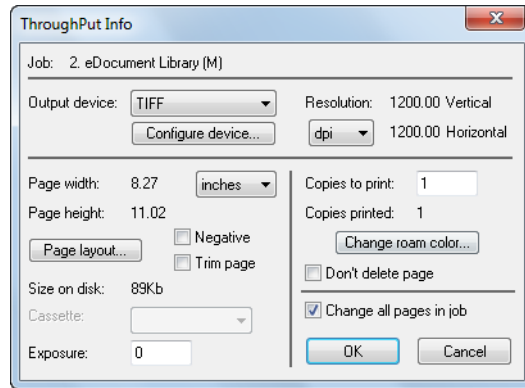 ThroughPut Info
Job: 2. eDocument Library (M)
Output device: TIFF
Configure device...
Resolution: 1200.00 Vertical
dpi 1200.00 Horizontal
Page width: 8.27 inches
Page height: 11.02
Page layout...
Negative
Trim page
Size on disk: 89Kb
Cassette:
Exposure: 0
Copies to print: 1
Copies printed: 1
Change roam color...
Don't delete page
Change all pages in job
OK Cancel